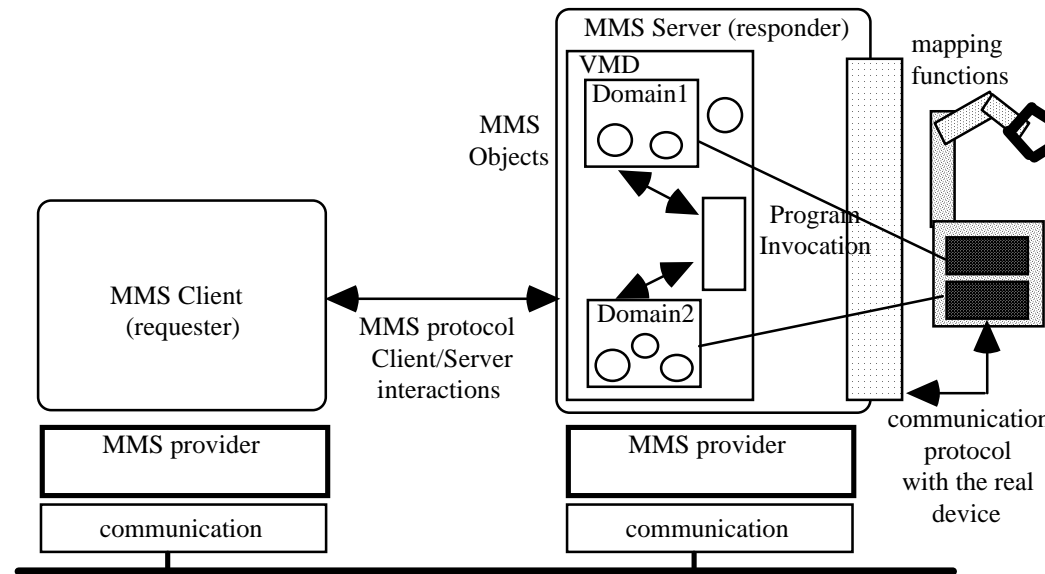 MMS Server (responder)
mapping
functions
VMD
Domain1
MMS
Objects
Program
Invocation
MMS Client
(requester)
MMS protocol
Client/Server
interactions
Domain2
communication
protocol
with the real
device
MMS provider
MMS provider
communication
communication